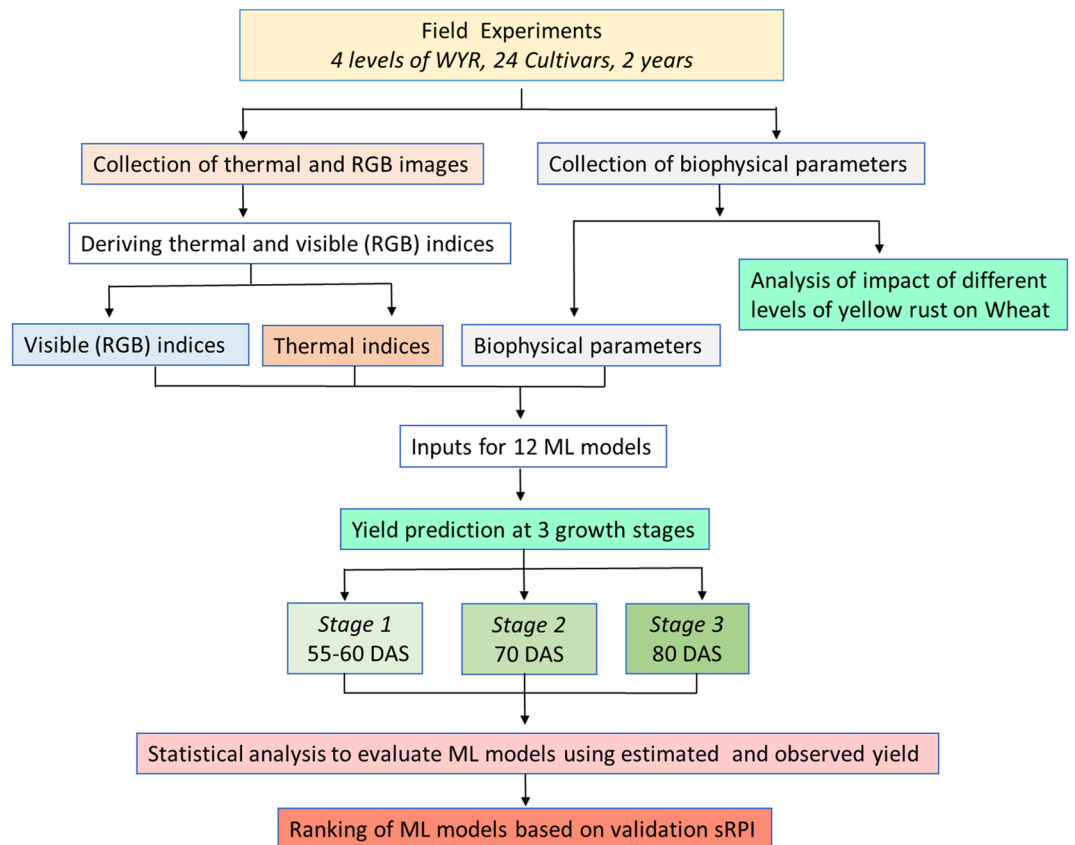 Field Experiments
4 levels of WYR, 24 Cultivars, 2 years
Collection of thermal and RGB images
Collection of biophysical parameters
Deriving thermal and visible (RGB) indices
Analysis of impact of different
levels of yellow rust on Wheat
Visible (RGB) indices
Thermal indices
Biophysical parameters
Inputs for 12 ML models
Yield prediction at 3 growth stages
Stage 1
55-60 DAS
Stage 2
70 DAS
Stage 3
80 DAS
Statistical analysis to evaluate ML models using estimated and observed yield
Ranking of ML models based on validation sRPI